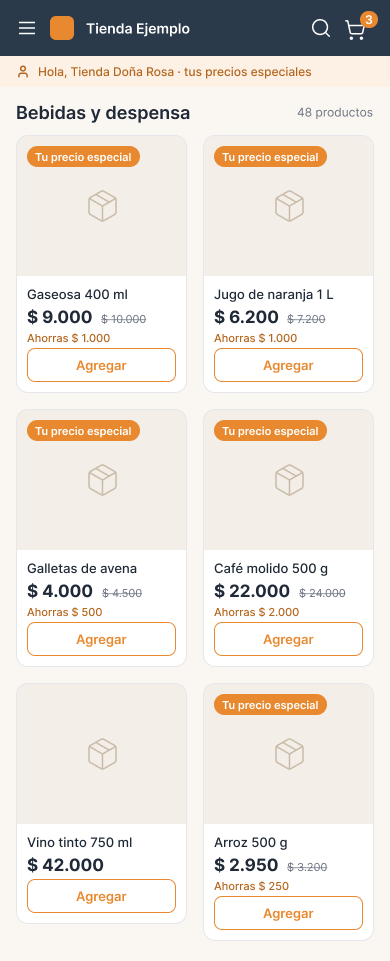 Tienda Ejemplo
3
Hola, Tienda Doña Rosa · tus precios especiales
Bebidas y despensa
48 productos
Tu precio especial
Gaseosa 400 ml
$ 9.000 $ 10.000
Ahorras $ 1.000
Agregar
Tu precio especial
Jugo de naranja 1 L
$ 6.200 $ 7.200
Ahorras $ 1.000
Agregar
Tu precio especial
Galletas de avena
$ 4.000 $ 4.500
Ahorras $ 500
Agregar
Tu precio especial
Café molido 500 g
$ 22.000 $ 24.000
Ahorras $ 2.000
Agregar
Vino tinto 750 ml
$ 42.000
Agregar
Tu precio especial
Arroz 500 g
$ 2.950 $ 3.200
Ahorras $ 250
Agregar